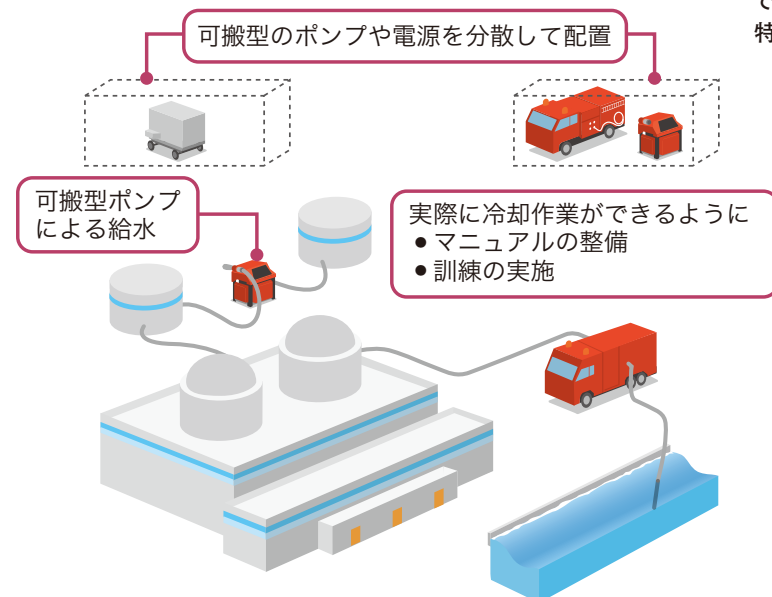 可搬型のポンプや電源を分散して配置
可搬型ポンプ
による給水
実際に冷却作業ができるように
● マニュアルの整備
● 訓練の実施
特